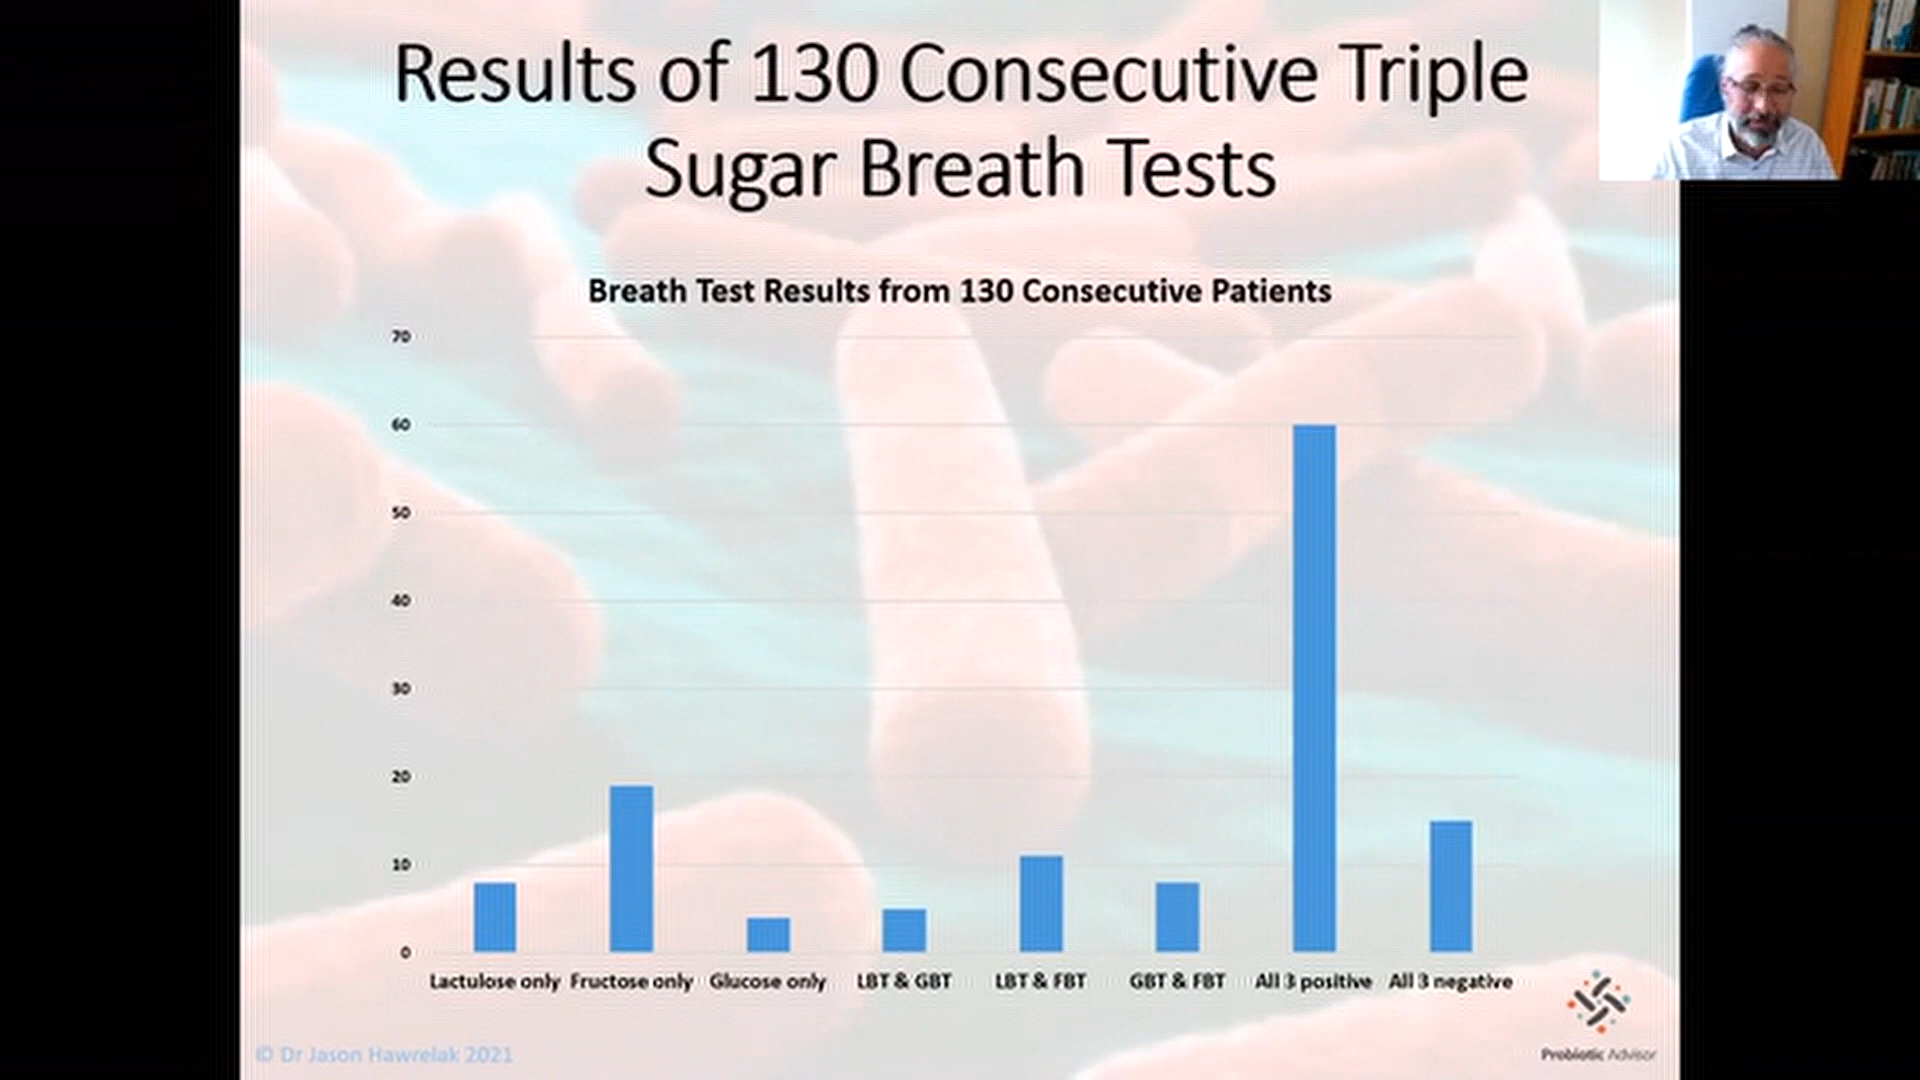 Results of 130 Consecutive Triple
Sugar Breath Tests
Breath Test Results from 130 Consecutive Patients
70
60
50
40
30
20
10
0
Lactulose only Fructose only Glucose only LBT & GBT LBT & FBT GBT & FBT All 3 positive All 3 negative
© Dr Jason Hawrelak 2021
Probiotic Advisor